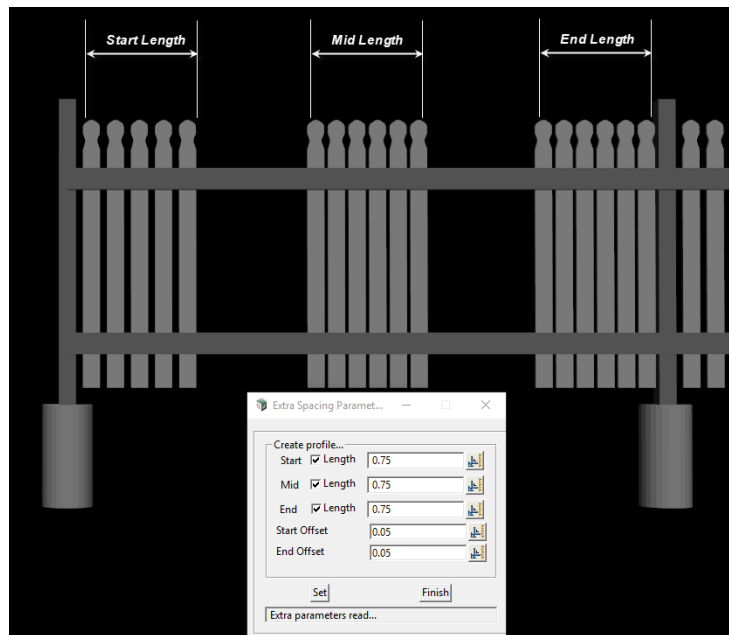 Start Length
Mid Length
End Length
Extra Spacing Paramet...
Create profile...
Start Length 0.75
Mid Length 0.75
End Length 0.75
Start Offset 0.05
End Offset 0.05
Set Finish
Extra parameters read...